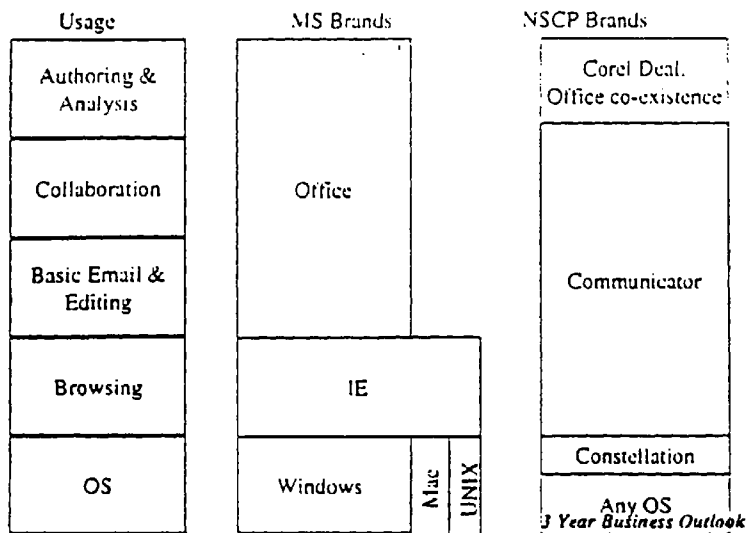 Usage
MS Brands
NSCP Brands
Authoring &
Analysis
Collaboration
Basic Email &
Editing
Browsing
OS
Office
IE
Windows
Mac
UNIX
Corel Deal.
Office co-existence
Communicator
Constellation
Any OS
3 Year Business Outlook